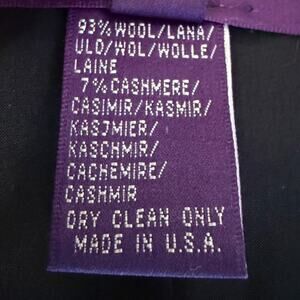 93% WOOL/LANA/
ULD/WOL/WOLLE/
LAINE
7% CASHMERE/
CASIMIR/KASMIR/
KASJMIER/
KASCHMIR/
CACHEMIRE/
CASHMIR
DRY CLEAN ONLY
MADE IN U.S.A.